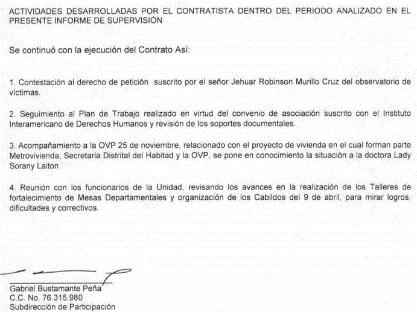 ACTIVIDADES DESARROLLADAS POR EL CONTRATISTA DENTRO DEL PERIODO ANALIZADO EN EL
PRESENTE INFORME DE SUPERVISIÓN
Se continuó con la ejecución del Contrato Así:
1. Contestación al derecho de petición suscrito por el señor Jehuar Robinson Murillo Cruz del observatorio de
víctimas.
2. Seguimiento al Plan de Trabajo realizado en virtud del convenio de asociación suscrito con el Instituto
Interamericano de Derechos Humanos y revisión de los soportes documentales.
3. Acompañamiento a la OVP 25 de noviembre, relacionado con el proyecto de vivienda en el cual forman parte
Metrovivienda, Secretaria Distrital del Habitad y la OVP, se pone en conocimiento la situación a la doctora Lady
Sorany Laiton.
4. Reunión con los funcionarios de la Unidad, revisando los avances en la realización de los Talleres de
fortalecimiento de Mesas Departamentales y organización de los Cabildos del 9 de abril, para mirar logros,
dificultades y correctivos.
Gabriel Bustamante Peña
C.C. No. 76.315.980
Subdirección de Participación